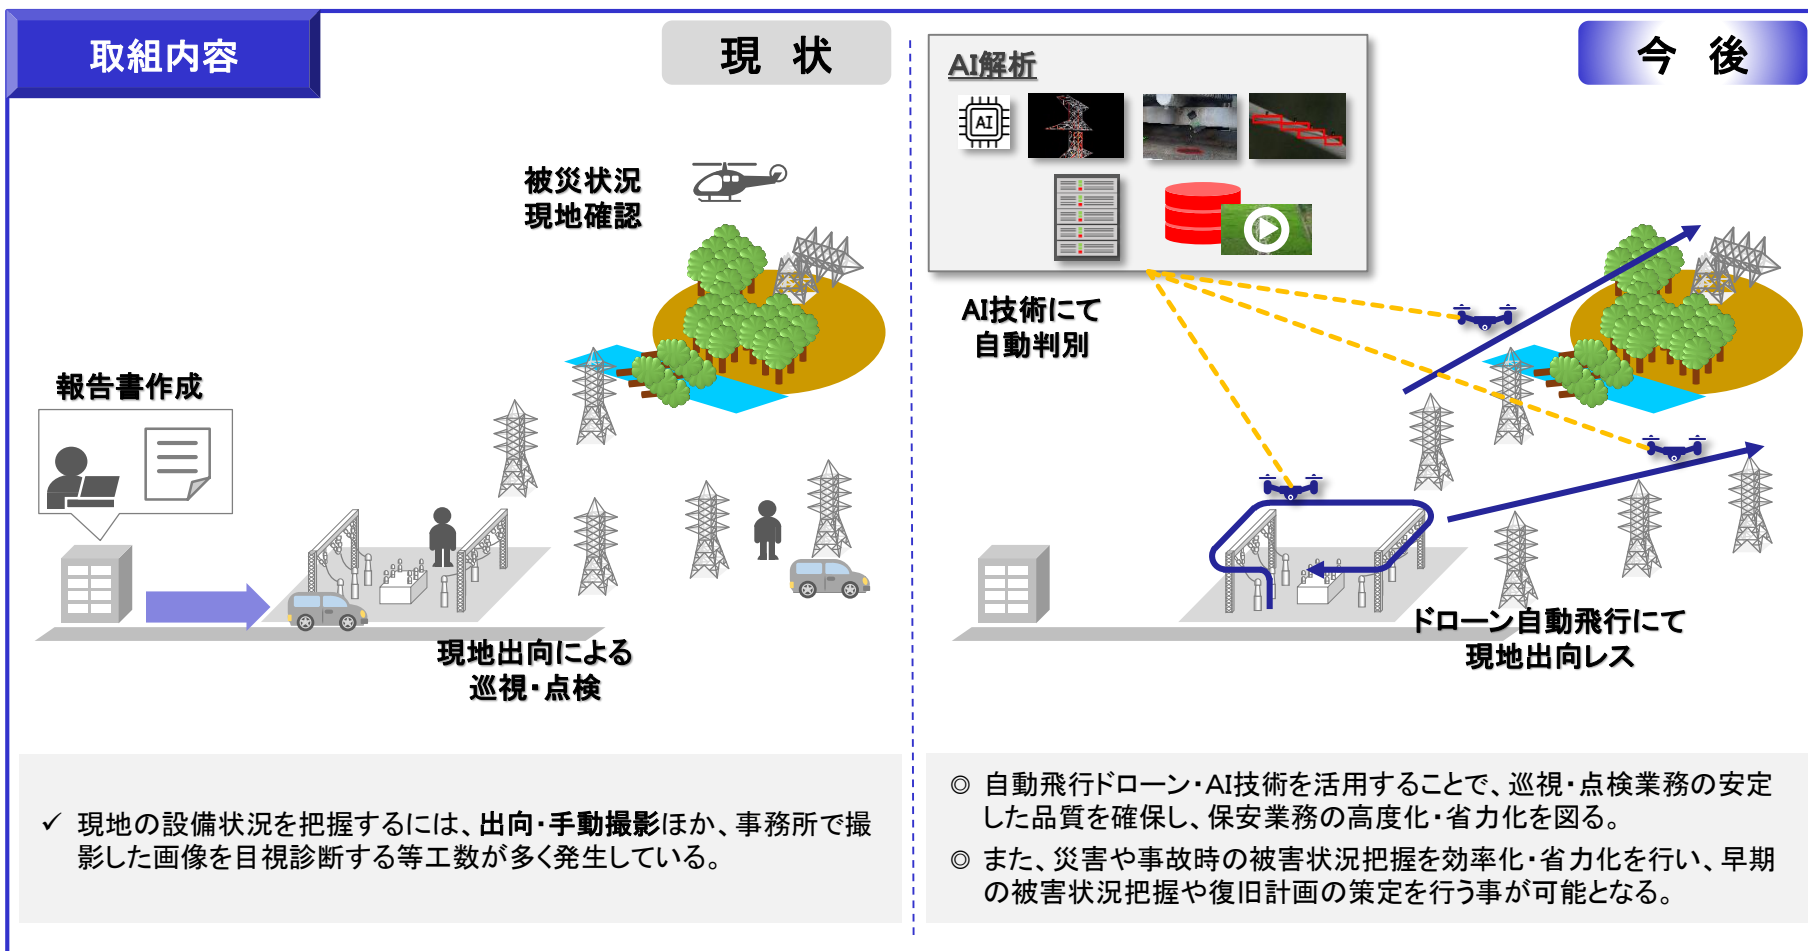 取組内容
現 状
被災状況
現地確認
報告書作成
現地出向による
巡視・点検
✓ 現地の設備状況を把握するには、出向・手動撮影ほか、事務所で撮
影した画像を目視診断する等工数が多く発生している。
今 後
AI解析
AI
AI技術にて
自動判別
ドローン自動飛行にて
現地出向レス
◎ 自動飛行ドローン・AI技術を活用することで、巡視・点検業務の安定
した品質を確保し、保安業務の高度化・省力化を図る。
◎ また、災害や事故時の被害状況把握を効率化・省力化を行い、早期
の被害状況把握や復旧計画の策定を行う事が可能となる。